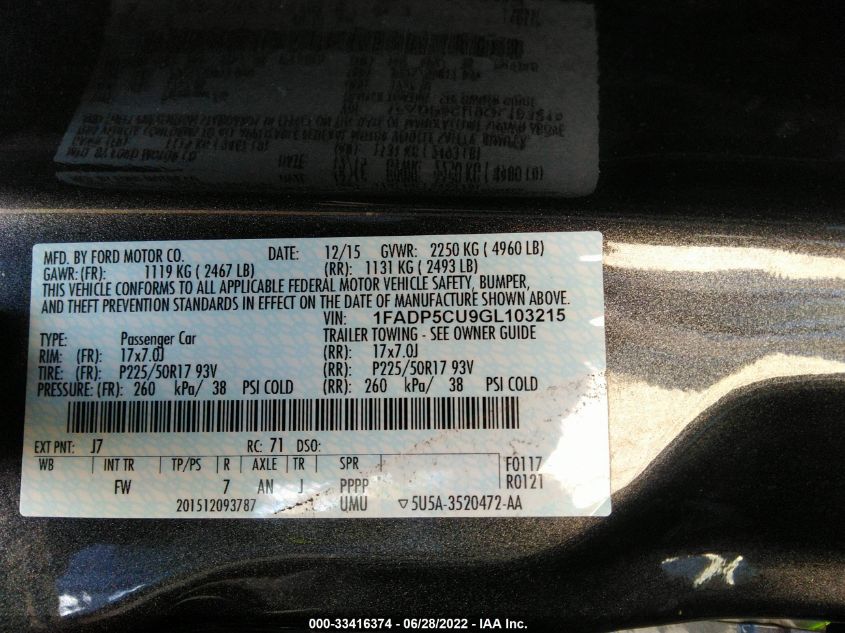 MFD. BY FORD MOTOR CO. DATE: 12/15 GVWR: 2250 KG ( 4960 LB)
GAWR: (FR): 1119 KG ( 2467 LB) (RR): 1131 KG ( 2493 LB)
THIS VEHICLE CONFORMS TO ALL APPLICABLE FEDERAL MOTOR VEHICLE SAFETY, BUMPER,
AND THEFT PREVENTION STANDARDS IN EFFECT ON THE DATE OF MANUFACTURE SHOWN ABOVE.
VIN: 1FADP5CU9GL103215
TYPE: Passenger Car TRAILER TOWING - SEE OWNER GUIDE
RIM: (FR): 17x7.0J (RR): 17x7.0J
TIRE: (FR): P225/50R17 93V (RR): P225/50R17 93V
PRESSURE: (FR): 260 kPa/ 38 PSI COLD (RR): 260 kPa/ 38 PSI COLD
EXT PNT: J7 RC: 71 DSO:
WB INT TR TP/PS R AXLE TR SPR F0117
FW 7 AN J PPPP R0121
201512093787 UMU ▽5U5A-3520472-AA
000-33416374 - 06/28/2022 - IAA Inc.